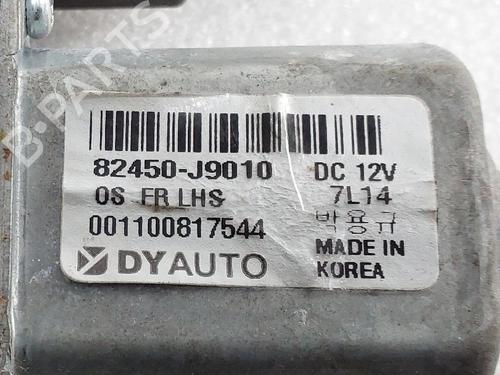 82450-J9010 DC 12V
OS FR LHS 7L14
001100817544 박용규
DYAUTO MADE IN
KOREA
B-PARTS